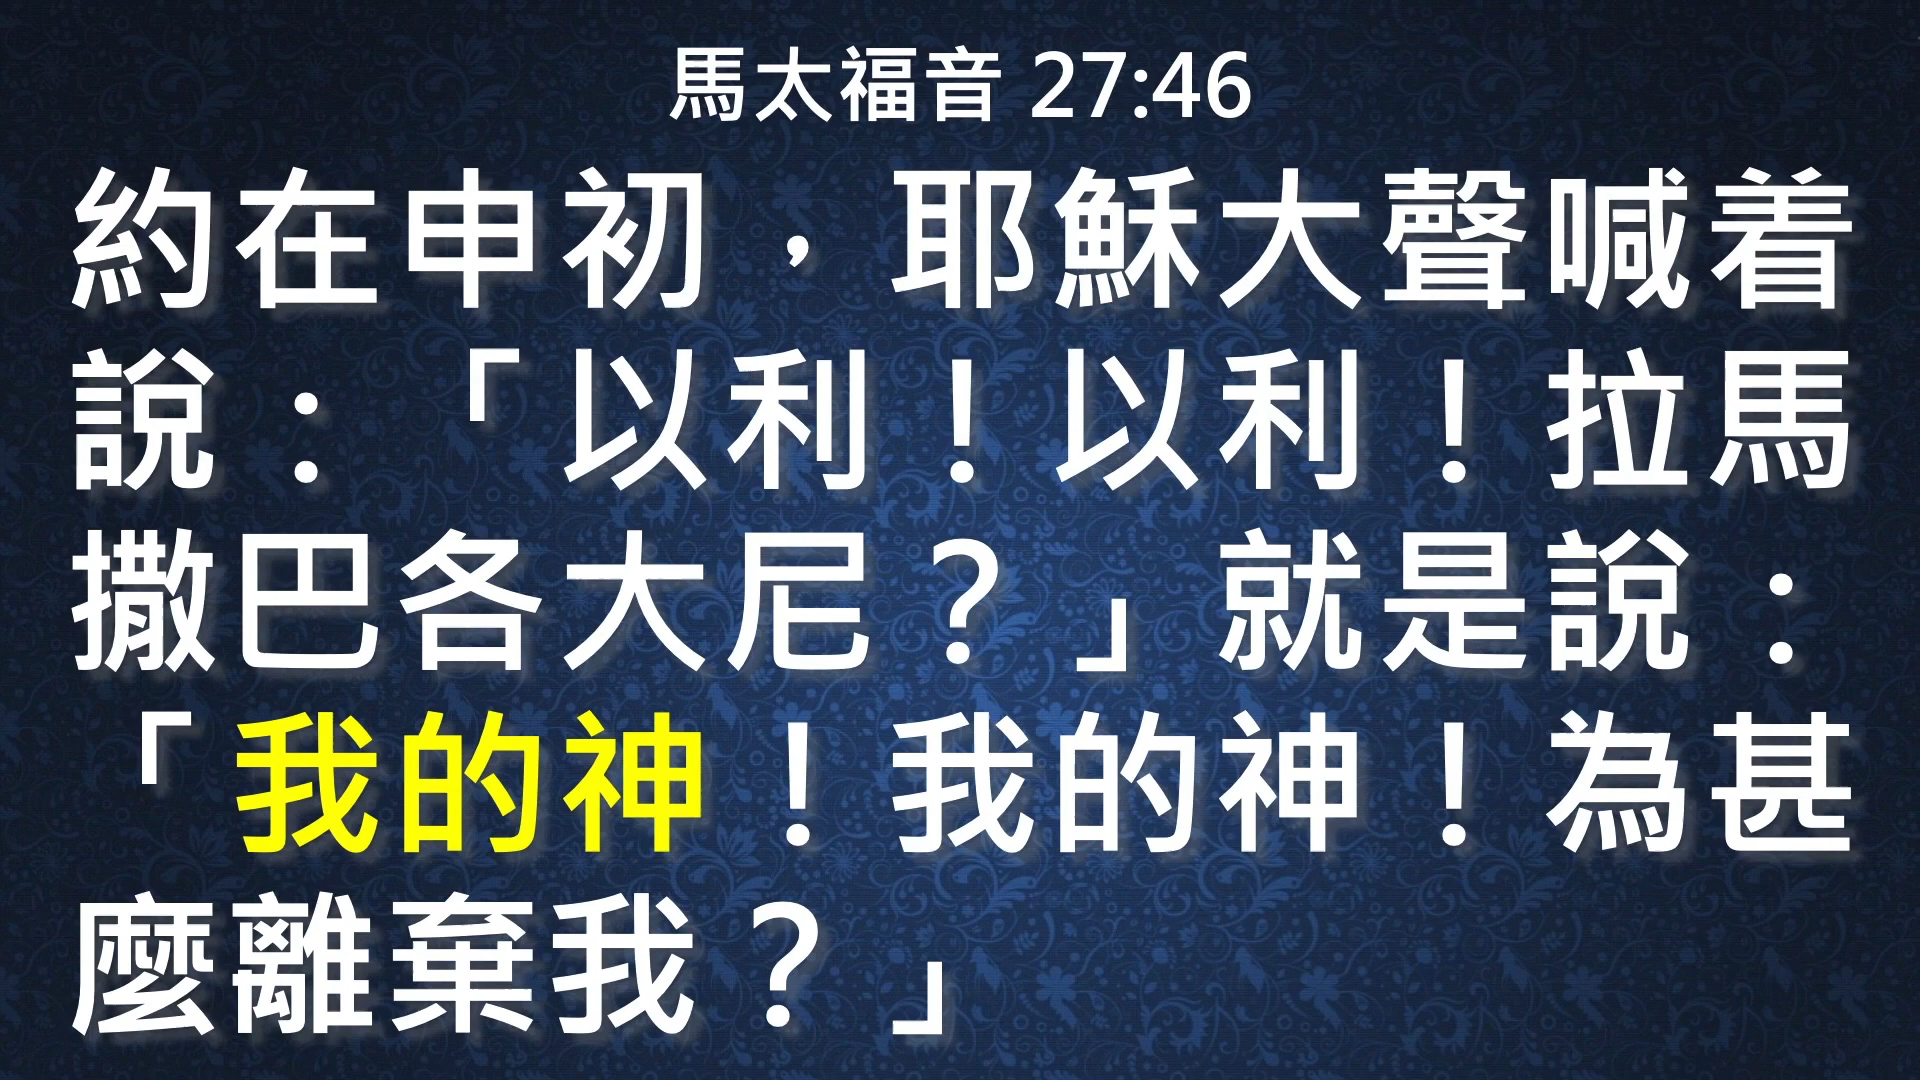 馬太福音 27:46
約在申初，耶穌大聲喊着
說：「以利！以利！拉馬
撒巴各大尼？」就是說：
「我的神！我的神！為甚
麼離棄我？」